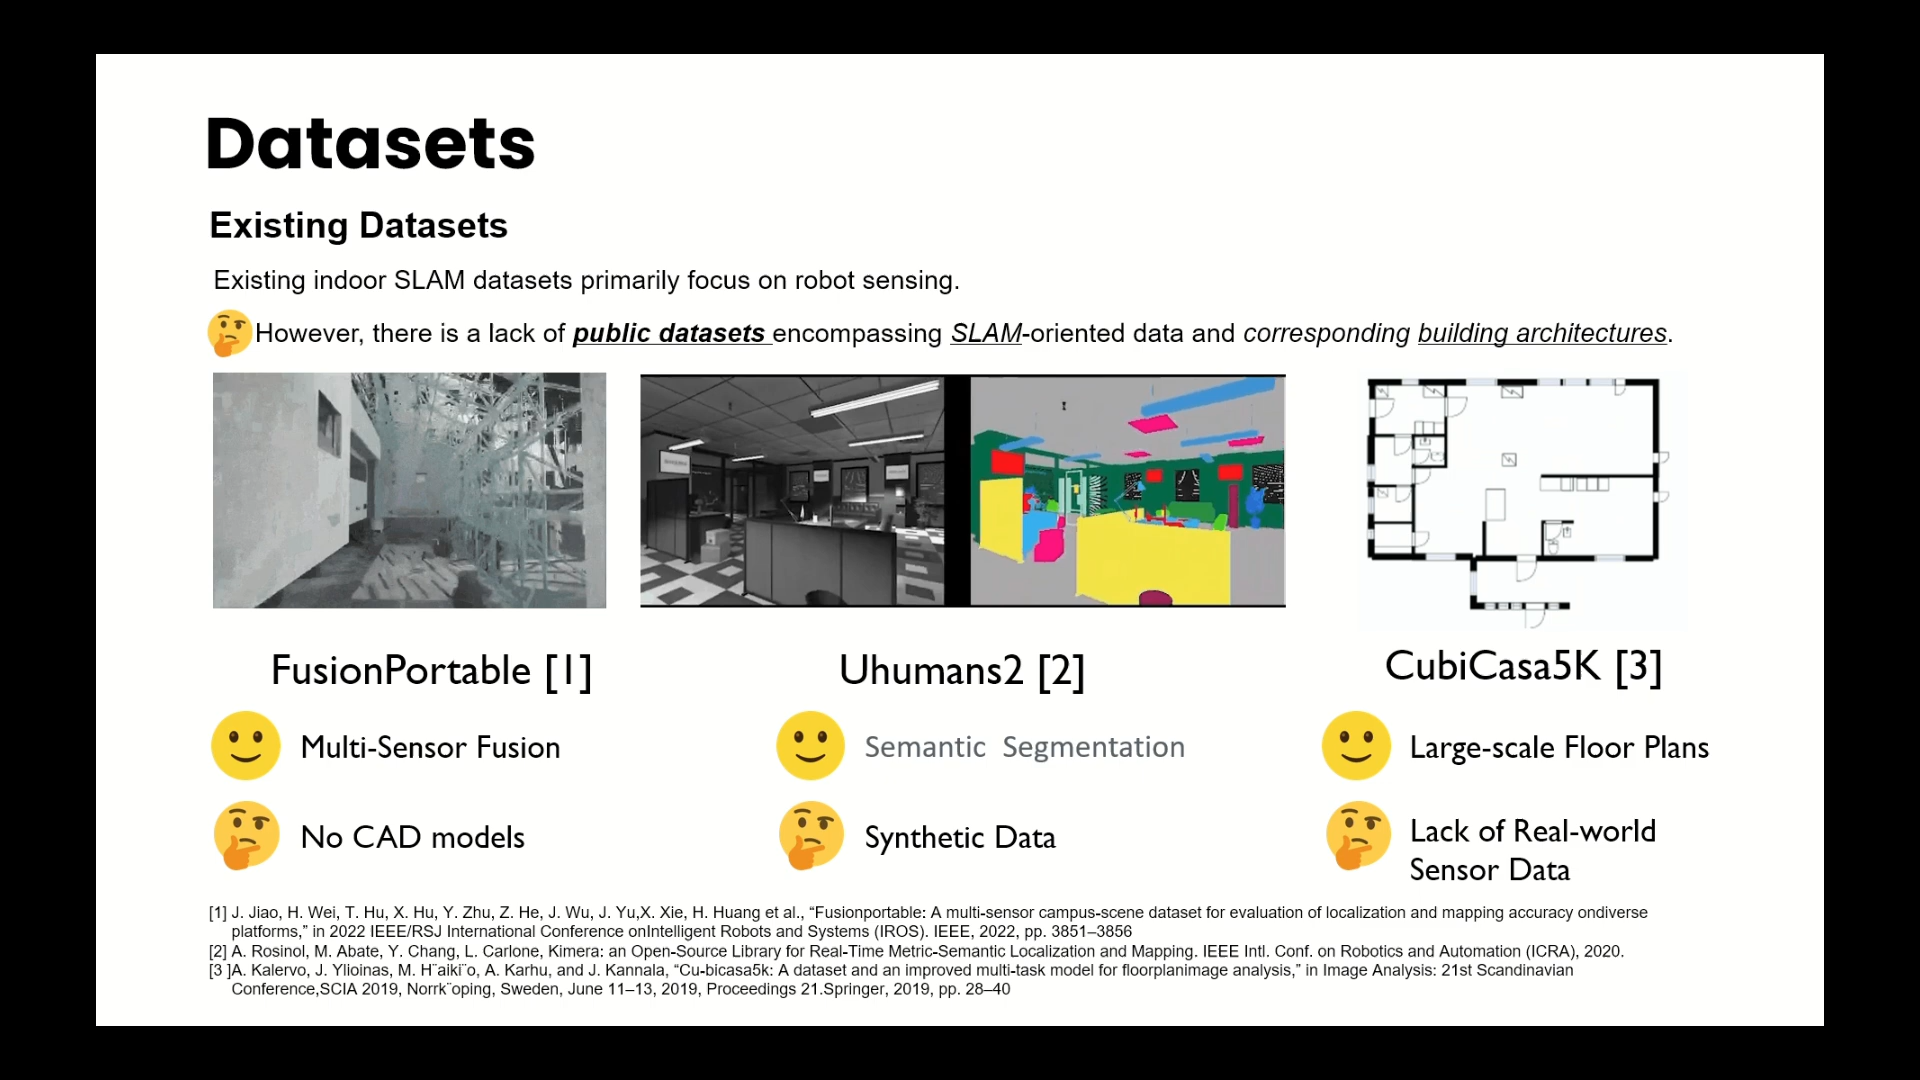 Datasets
Existing Datasets
Existing indoor SLAM datasets primarily focus on robot sensing.
However, there is a lack of public datasets encompassing SLAM-oriented data and corresponding building architectures.
FusionPortable [1]
Uhumans2 [2]
CubiCasa5K [3]
Multi-Sensor Fusion
Semantic Segmentation
Large-scale Floor Plans
No CAD models
Synthetic Data
Lack of Real-world
Sensor Data
[1] J. Jiao, H. Wei, T. Hu, X. Hu, Y. Zhu, Z. He, J. Wu, J. Yu,X. Xie, H. Huang et al., “Fusionportable: A multi-sensor campus-scene dataset for evaluation of localization and mapping accuracy ondiverse
platforms,” in 2022 IEEE/RSJ International Conference onIntelligent Robots and Systems (IROS). IEEE, 2022, pp. 3851–3856
[2] A. Rosinol, M. Abate, Y. Chang, L. Carlone, Kimera: an Open-Source Library for Real-Time Metric-Semantic Localization and Mapping. IEEE Intl. Conf. on Robotics and Automation (ICRA), 2020.
[3 ]A. Kalervo, J. Ylioinas, M. H¨aiki¨o, A. Karhu, and J. Kannala, “Cu-bicasa5k: A dataset and an improved multi-task model for floorplanimage analysis,” in Image Analysis: 21st Scandinavian
Conference,SCIA 2019, Norrk¨oping, Sweden, June 11–13, 2019, Proceedings 21.Springer, 2019, pp. 28–40